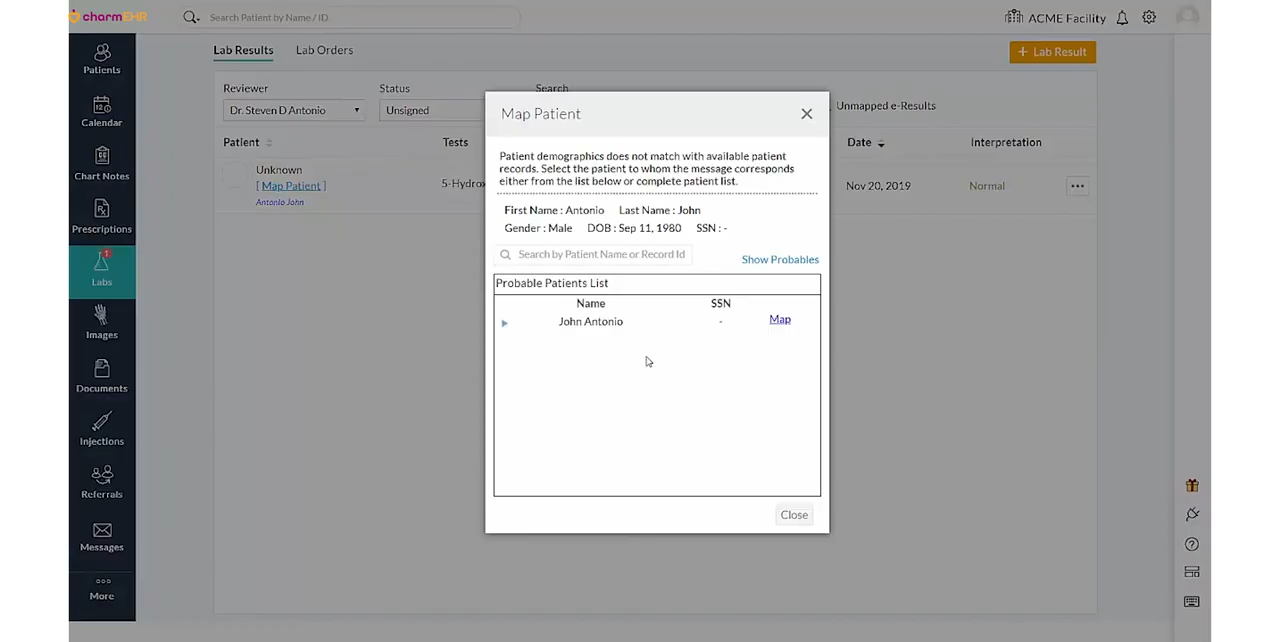 charmEHR
Search Patient by Name / ID
ACME Facility
Patients
Calendar
Chart Notes
Prescriptions
1
Labs
Images
Documents
Injections
Referrals
Messages
More
Lab Results Lab Orders
+ Lab Result
Reviewer Status Search
Dr. Steven D Antonio Unsigned Unmapped e-Results
Patient Tests Date Interpretation
Unknown
[ Map Patient ] 5-Hydrox Nov 20, 2019 Normal
Antonio John
Map Patient
Patient demographics does not match with available patient
records. Select the patient to whom the message corresponds
either from the list below or complete patient list.
First Name : Antonio Last Name : John
Gender : Male DOB : Sep 11, 1980 SSN : -
Search by Patient Name or Record Id
Show Probables
Probable Patients List
Name SSN
John Antonio - Map
Close